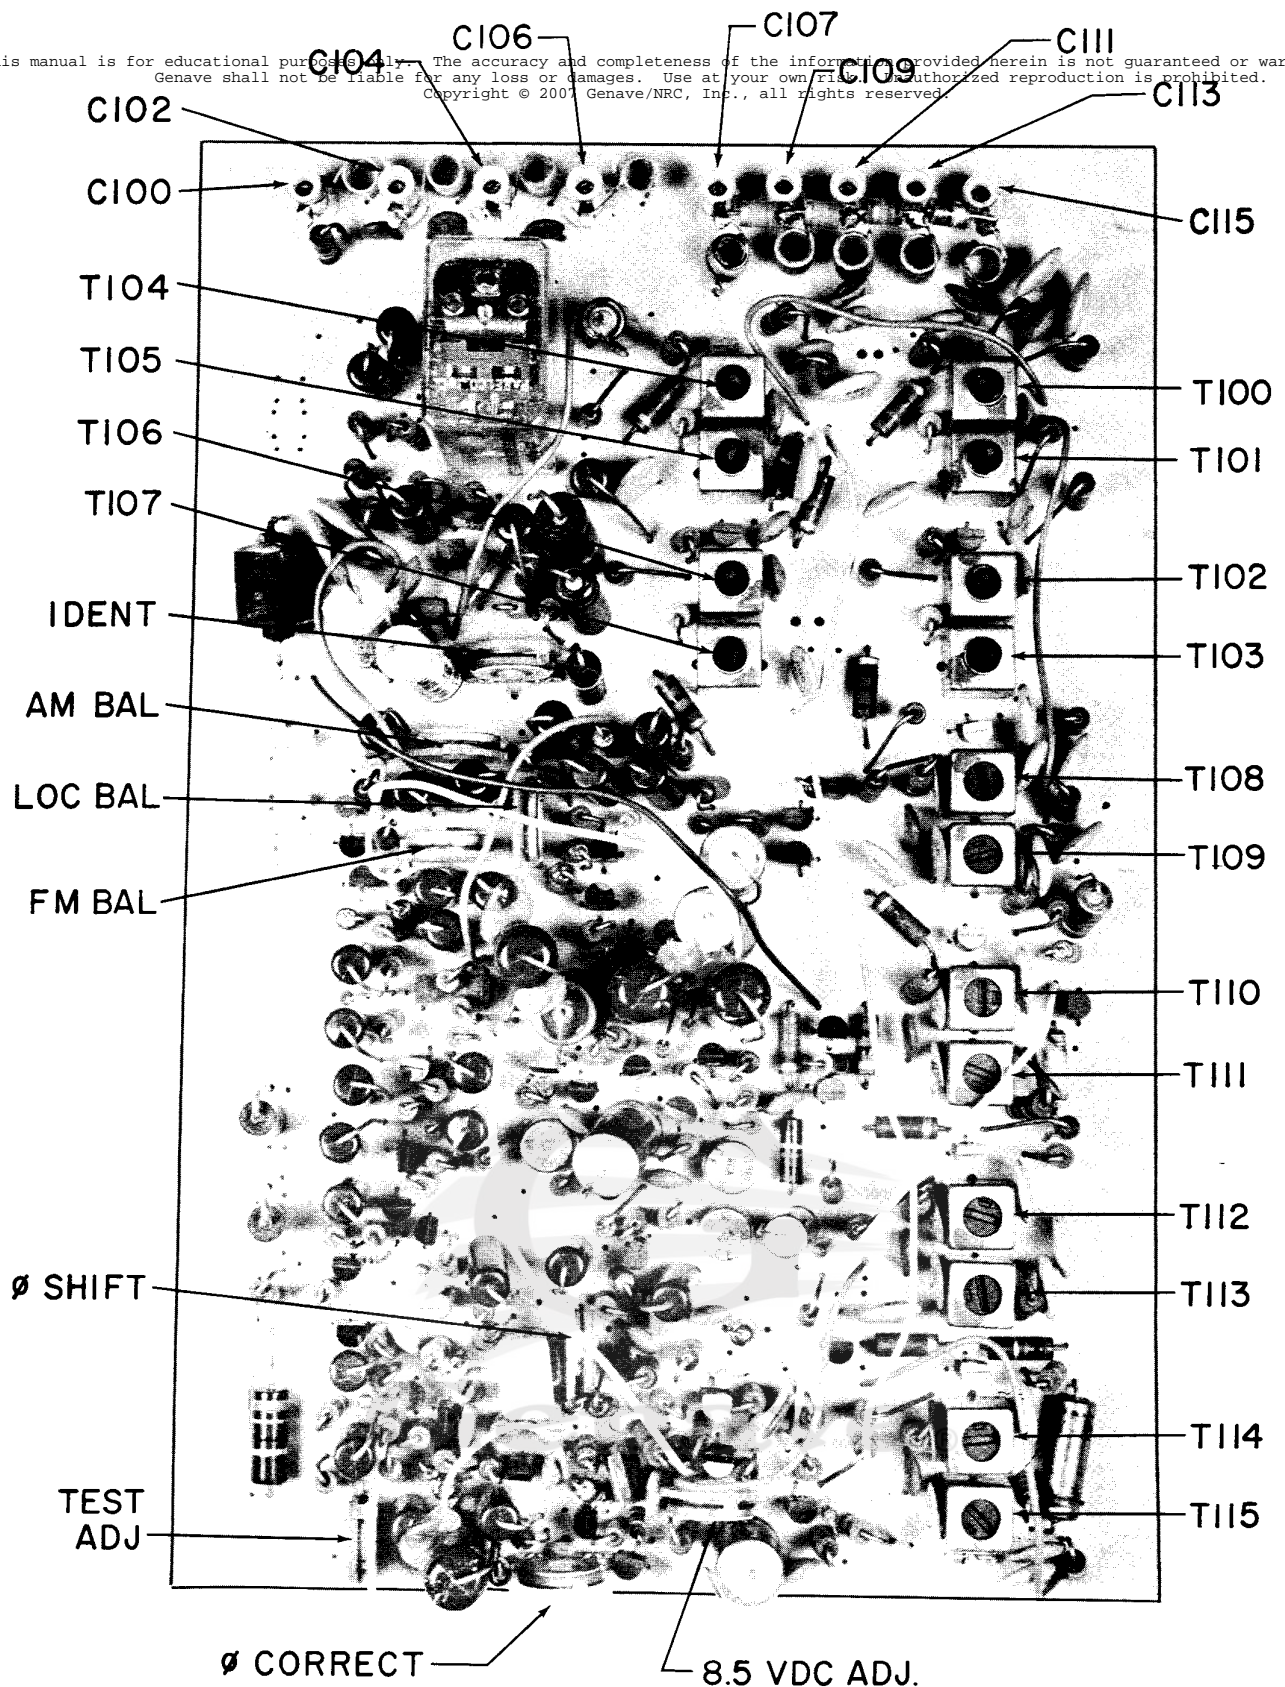 C107
C106
C111
is manual is for educational purposes only. The accuracy and completeness of the information provided herein is not guaranteed or war
C104
C109
Genave shall not be liable for any loss or damages. Use at your own risk. Unauthorized reproduction is prohibited.
Copyright © 2007 Genave/NRC, Inc., all rights reserved.
C113
C102
C100
C115
T104
T105
T100
T106
T101
T107
T102
IDENT
T103
AM BAL
T108
LOC BAL
T109
FM BAL
T110
T111
T112
Ø SHIFT
T113
T114
TEST
ADJ
T115
Ø CORRECT
8.5 VDC ADJ.